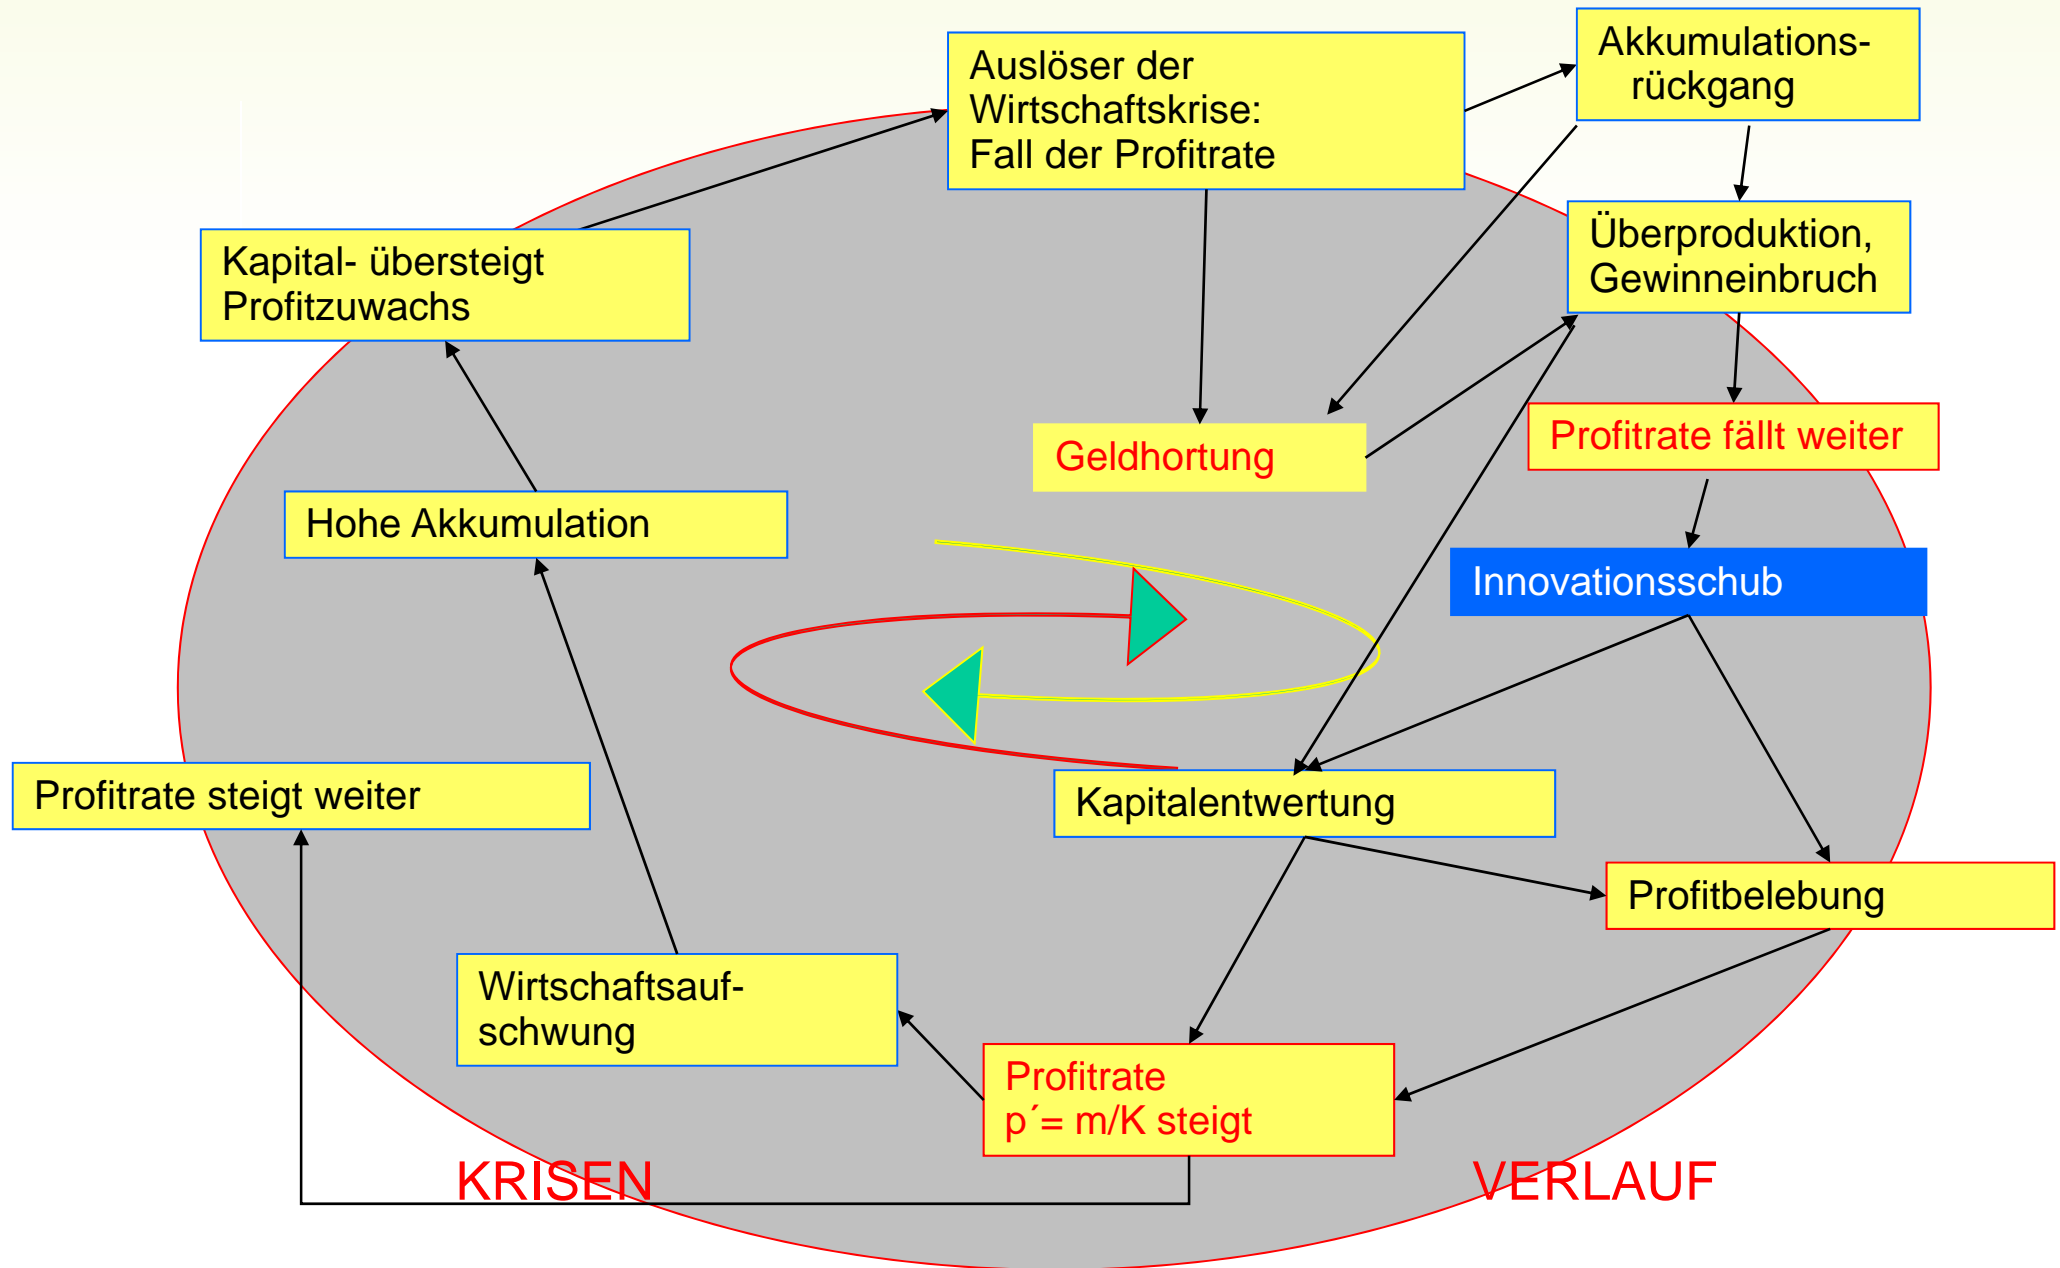 Auslöser der
Wirtschaftskrise:
Fall der Profitrate
Akkumulations-
rückgang
Überproduktion,
Gewinneinbruch
Kapital- übersteigt
Profitzuwachs
Geldhortung
Profitrate fällt weiter
Hohe Akkumulation
Innovationsschub
Profitrate steigt weiter
Kapitalentwertung
Profitbelebung
Wirtschaftsauf-
schwung
Profitrate
p´= m/K steigt
KRISEN
VERLAUF